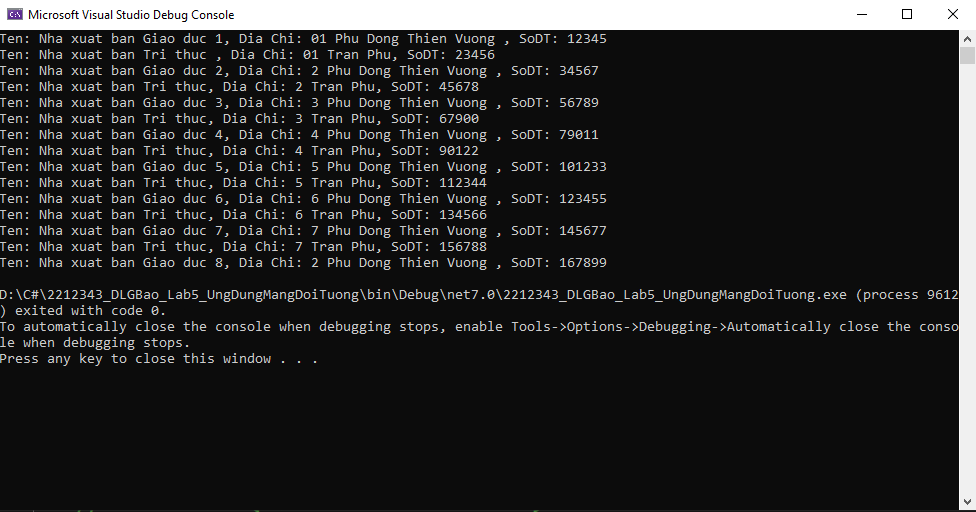 Microsoft Visual Studio Debug Console
Ten: Nha xuat ban Giao duc 1, Dia Chi: 01 Phu Dong Thien Vuong , SoDT: 12345
Ten: Nha xuat ban Tri thuc , Dia Chi: 01 Tran Phu, SoDT: 23456
Ten: Nha xuat ban Giao duc 2, Dia Chi: 2 Phu Dong Thien Vuong , SoDT: 34567
Ten: Nha xuat ban Tri thuc, Dia Chi: 2 Tran Phu, SoDT: 45678
Ten: Nha xuat ban Giao duc 3, Dia Chi: 3 Phu Dong Thien Vuong , SoDT: 56789
Ten: Nha xuat ban Tri thuc, Dia Chi: 3 Tran Phu, SoDT: 67900
Ten: Nha xuat ban Giao duc 4, Dia Chi: 4 Phu Dong Thien Vuong , SoDT: 79011
Ten: Nha xuat ban Tri thuc, Dia Chi: 4 Tran Phu, SoDT: 90122
Ten: Nha xuat ban Giao duc 5, Dia Chi: 5 Phu Dong Thien Vuong , SoDT: 101233
Ten: Nha xuat ban Tri thuc, Dia Chi: 5 Tran Phu, SoDT: 112344
Ten: Nha xuat ban Giao duc 6, Dia Chi: 6 Phu Dong Thien Vuong , SoDT: 123455
Ten: Nha xuat ban Tri thuc, Dia Chi: 6 Tran Phu, SoDT: 134566
Ten: Nha xuat ban Giao duc 7, Dia Chi: 7 Phu Dong Thien Vuong , SoDT: 145677
Ten: Nha xuat ban Tri thuc, Dia Chi: 7 Tran Phu, SoDT: 156788
Ten: Nha xuat ban Giao duc 8, Dia Chi: 2 Phu Dong Thien Vuong , SoDT: 167899
D:\C#\2212343_DLGBao_Lab5_UngDungMangDoiTuong\bin\Debug\net7.0\2212343_DLGBao_Lab5_UngDungMangDoiTuong.exe (process 9612
) exited with code 0.
To automatically close the console when debugging stops, enable Tools->Options->Debugging->Automatically close the conso
le when debugging stops.
Press any key to close this window . . .